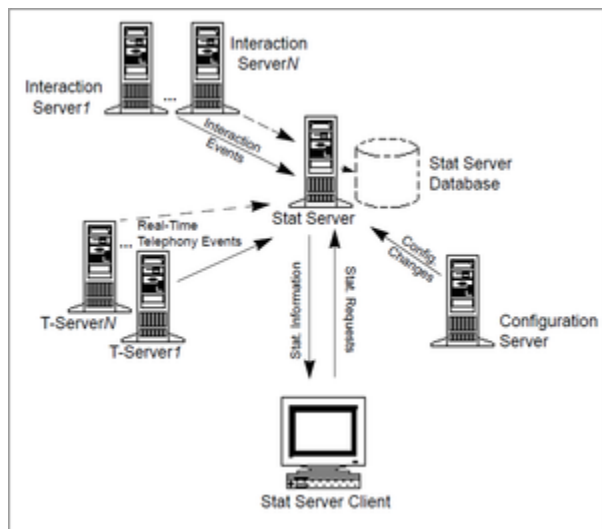 Interaction
ServerN
Interaction
Server1
...
Interaction
Events
Stat Server
Database
Stat Server
Real-Time
Telephony Events
...
Config.
Changes
T-ServerN
T-Server1
Stat. Information
Stat. Requests
Configuration
Server
Stat Server Client